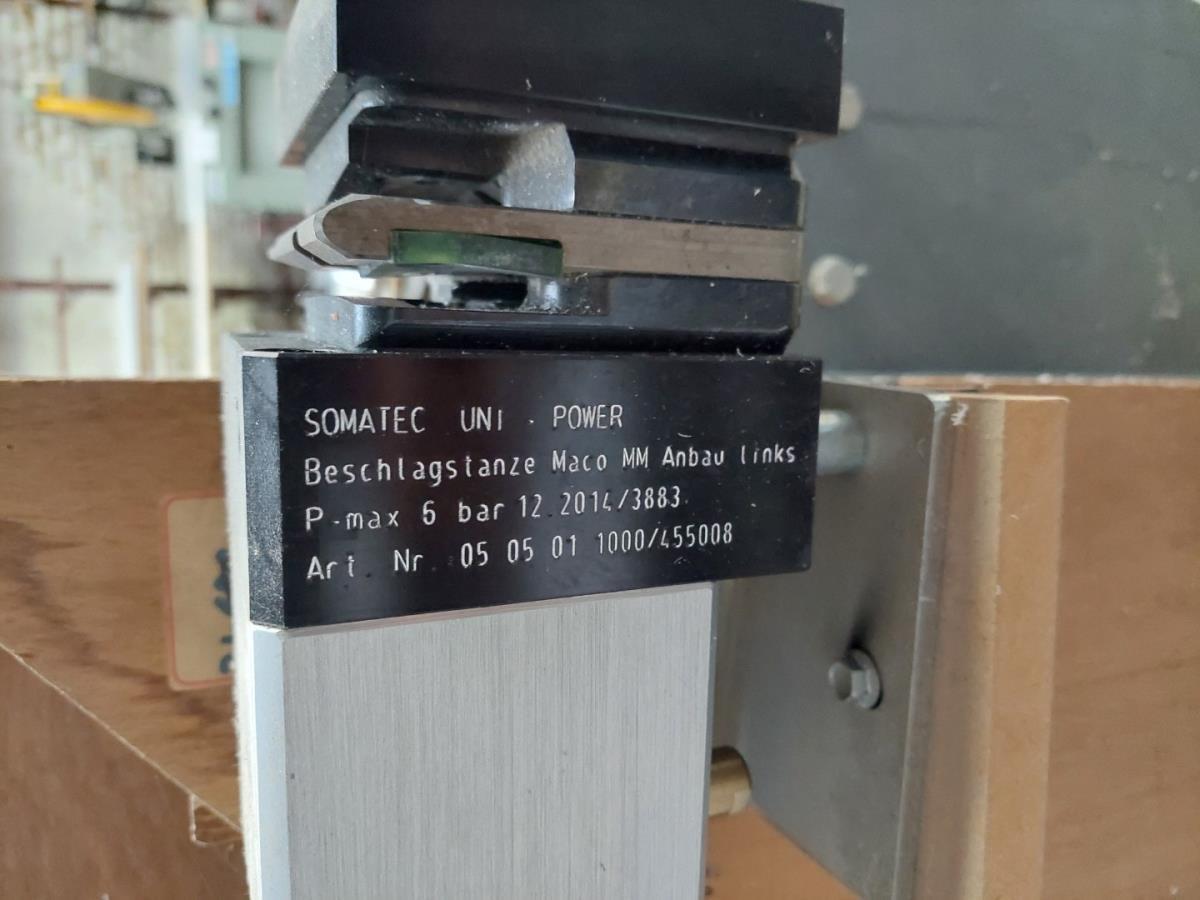 SOMATEC UNI - POWER
Beschlagstanze Maco MM Anbau links
P-max 6 bar 12.2014/3883
Art. Nr. 05 05 01 1000/455008